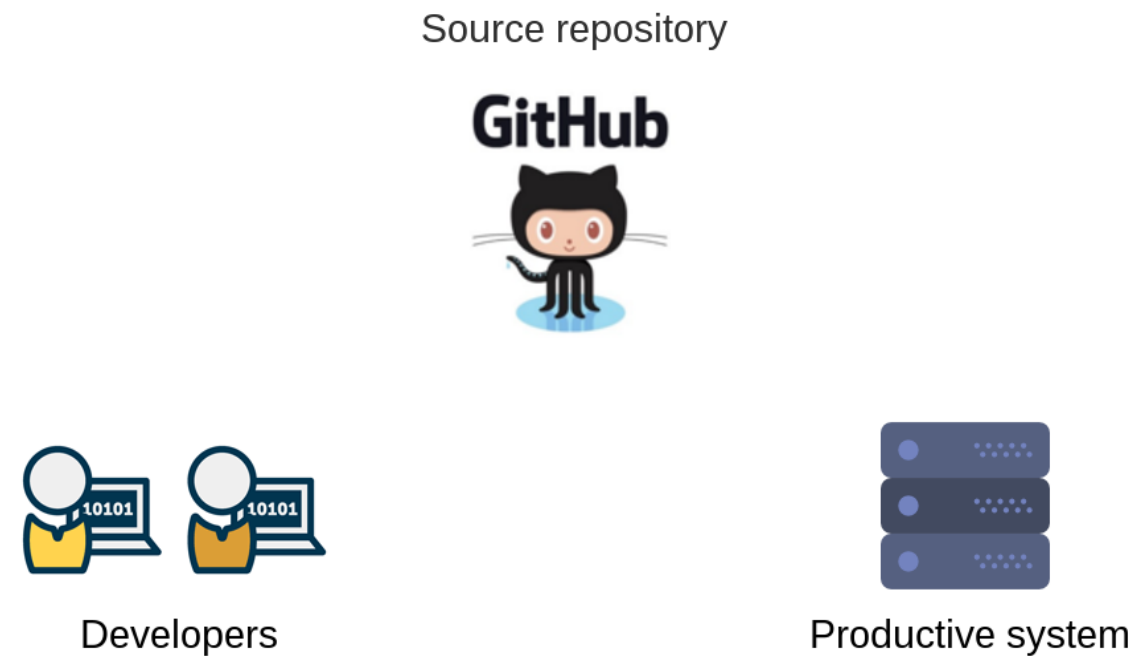 Source repository
GitHub
10101
10101
Developers
Productive system